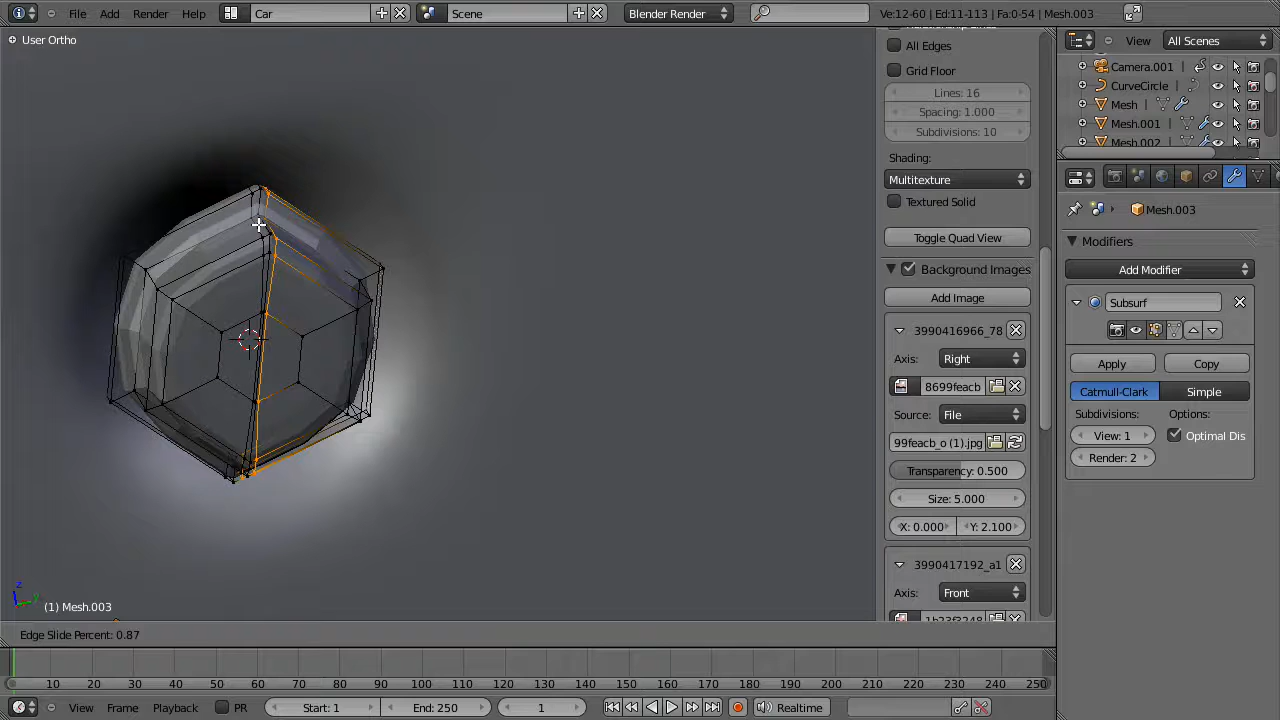 File Add Render Help Car Scene Blender Render Ve:12-60 | Ed:11-113 | Fa:0-54 | Mesh.003
User Ortho
All Edges
Grid Floor
Lines: 16
Spacing: 1.000
Subdivisions: 10
Shading:
Multitexture
Textured Solid
Toggle Quad View
Background Images
Add Image
3990416966_78
Axis: Right
8699feacb
Source: File
99feacb_o (1).jpg
Transparency: 0.500
Size: 5.000
X: 0.000 Y: 2.100
3990417192_a1
Axis: Front
View All Scenes
Camera.001
CurveCircle
Mesh
Mesh.001
Mesh.002
Mesh.003
Modifiers
Add Modifier
Subsurf
Apply Copy
Catmull-Clark Simple
Subdivisions: Options:
View: 1 Optimal Dis
Render: 2
z
y
(1) Mesh.003
Edge Slide Percent: 0.87
10 20 30 40 50 60 70 80 90 100 110 120 130 140 150 160 170 180 190 200 210 220 230 240 250
View Frame Playback PR Start: 1 End: 250 1 Realtime